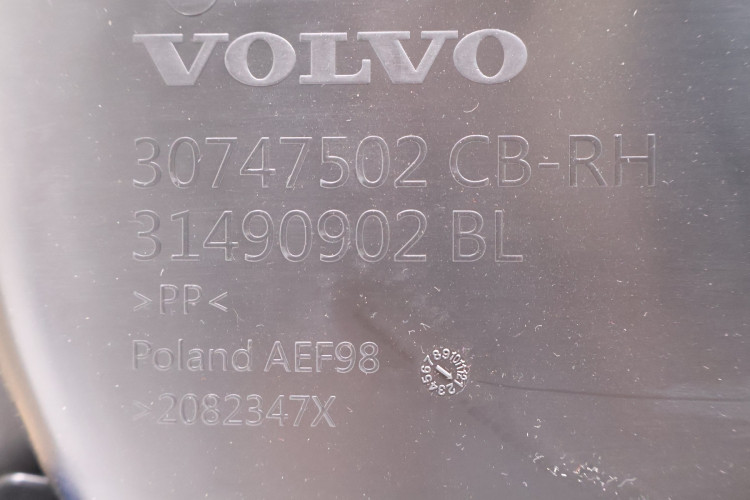 VOLVO
30747502 CB-RH
31490902 BL
>PP<
Poland AEF98
>2082347X